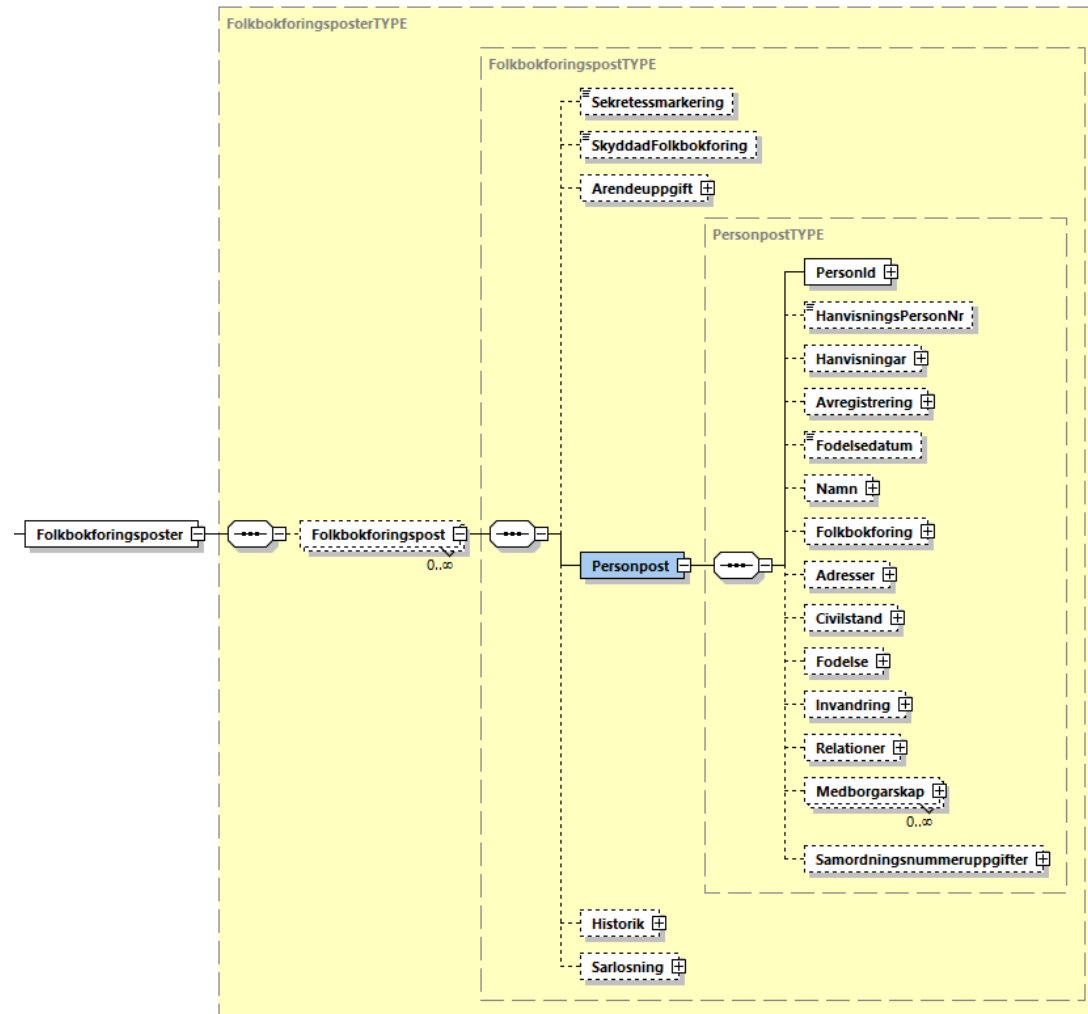 FolkbokforingsposterTYPE
FolkbokforingspostTYPE
Sekretessmarkering
SkyddadFolkbokforing
Arendeuppgift
PersonpostTYPE
PersonId
HanvisningsPersonNr
Hanvisningar
Avregistrering
Fodelsedatum
Namn
Folkbokforingsposter
Folkbokforingspost
0..∞
Personpost
Folkbokforing
Adresser
Civilstand
Fodelse
Invandring
Relationer
Medborgarskap
0..∞
Samordningsnummeruppgifter
Historik
Sarlosning